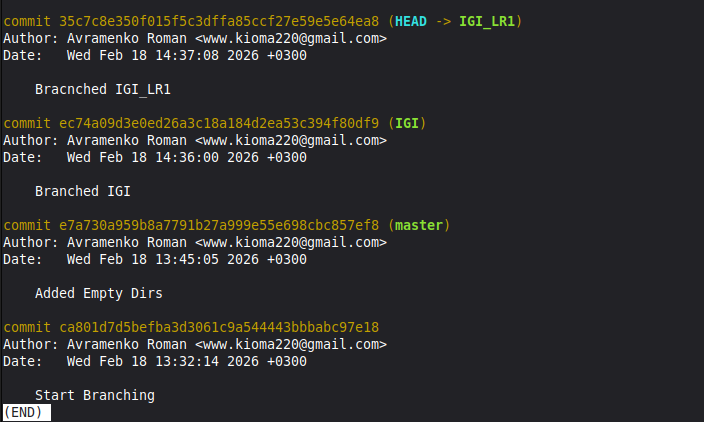 commit 35c7c8e350f015f5c3dffa85ccf27e59e5e64ea8 (HEAD -> IGI_LR1)
Author: Avramenko Roman <www.kioma220@gmail.com>
Date:   Wed Feb 18 14:37:08 2026 +0300
Bracnched IGI_LR1
commit ec74a09d3e0ed26a3c18a184d2ea53c394f80df9 (IGI)
Author: Avramenko Roman <www.kioma220@gmail.com>
Date:   Wed Feb 18 14:36:00 2026 +0300
Branched IGI
commit e7a730a959b8a7791b27a999e55e698cbc857ef8 (master)
Author: Avramenko Roman <www.kioma220@gmail.com>
Date:   Wed Feb 18 13:45:05 2026 +0300
Added Empty Dirs
commit ca801d7d5befba3d3061c9a544443bbbabc97e18
Author: Avramenko Roman <www.kioma220@gmail.com>
Date:   Wed Feb 18 13:32:14 2026 +0300
Start Branching
(END)